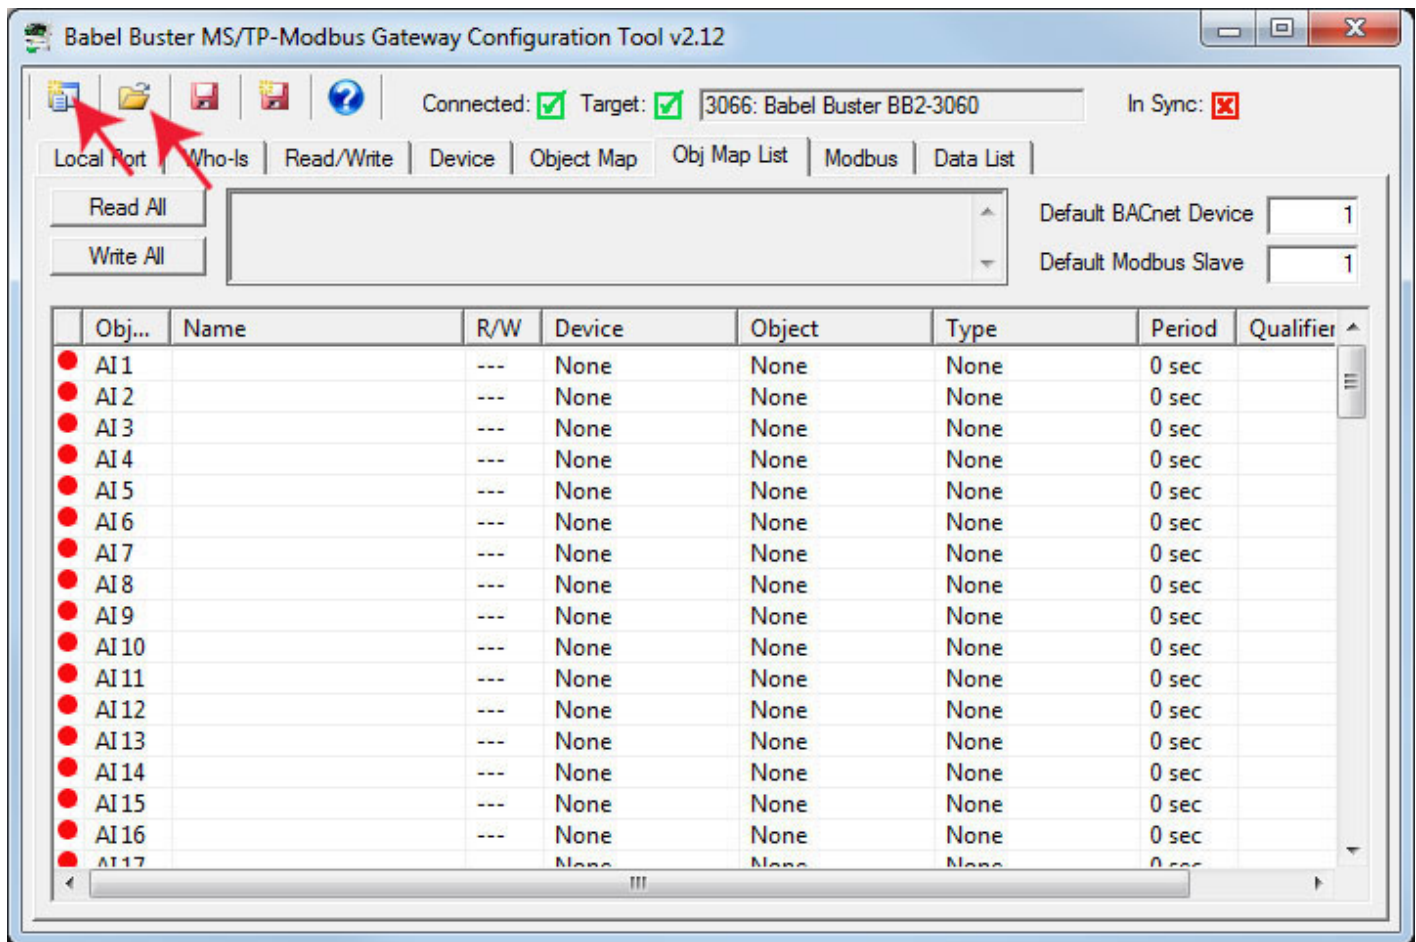 Babel Buster MS/TP-Modbus Gateway Configuration Tool v2.12
Connected: Target: 3066: Babel Buster BB2-3060 In Sync:
Local Port Who-Is Read/Write Device Object Map Obj Map List Modbus Data List
Read All Default BACnet Device 1
Write All Default Modbus Slave 1
Obj... Name R/W Device Object Type Period Qualifier
AI 1 --- None None None 0 sec
AI 2 --- None None None 0 sec
AI 3 --- None None None 0 sec
AI 4 --- None None None 0 sec
AI 5 --- None None None 0 sec
AI 6 --- None None None 0 sec
AI 7 --- None None None 0 sec
AI 8 --- None None None 0 sec
AI 9 --- None None None 0 sec
AI 10 --- None None None 0 sec
AI 11 --- None None None 0 sec
AI 12 --- None None None 0 sec
AI 13 --- None None None 0 sec
AI 14 --- None None None 0 sec
AI 15 --- None None None 0 sec
AI 16 --- None None None 0 sec
AI 17 None None None 0 sec